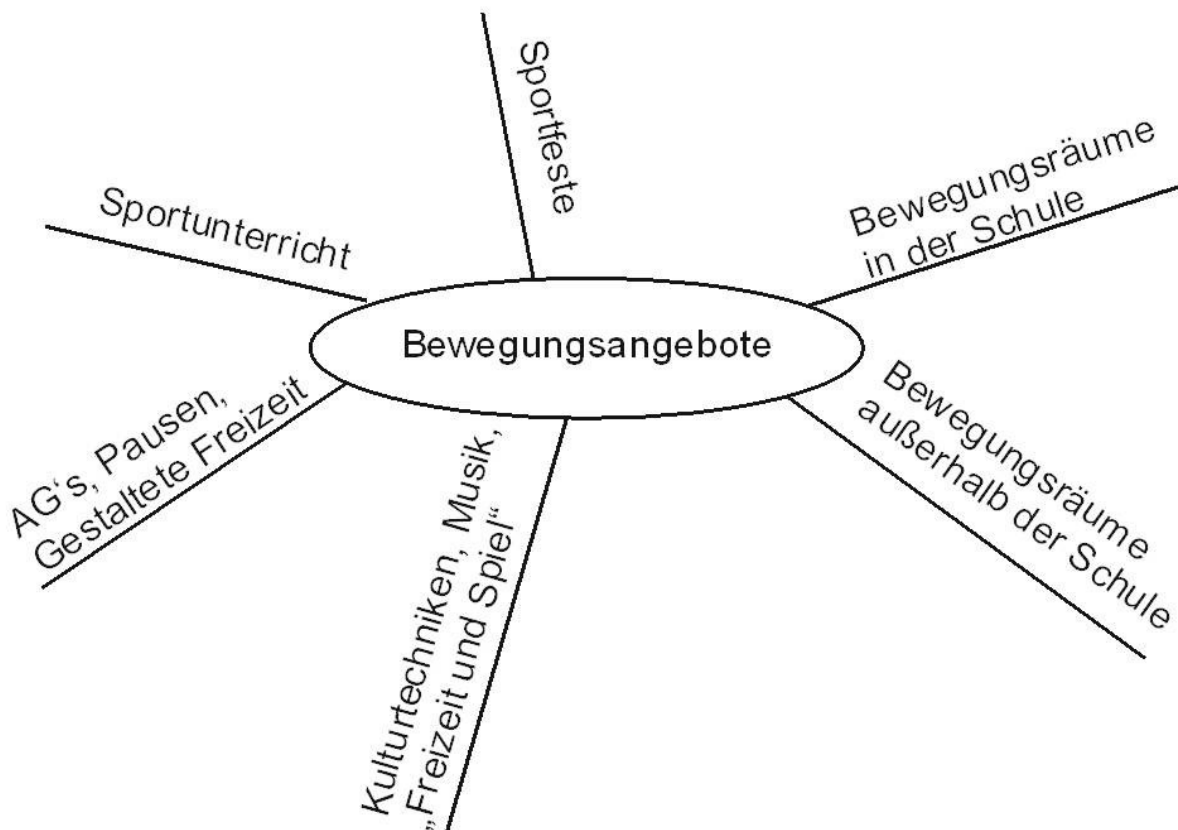 Sportfeste
Sportunterricht
Bewegungsräume
in der Schule
Bewegungsangebote
AG‘s, Pausen,
Gestaltete Freizeit
Kulturtechniken, Musik,
„Freizeit und Spiel“
Bewegungsräume
außerhalb der Schule